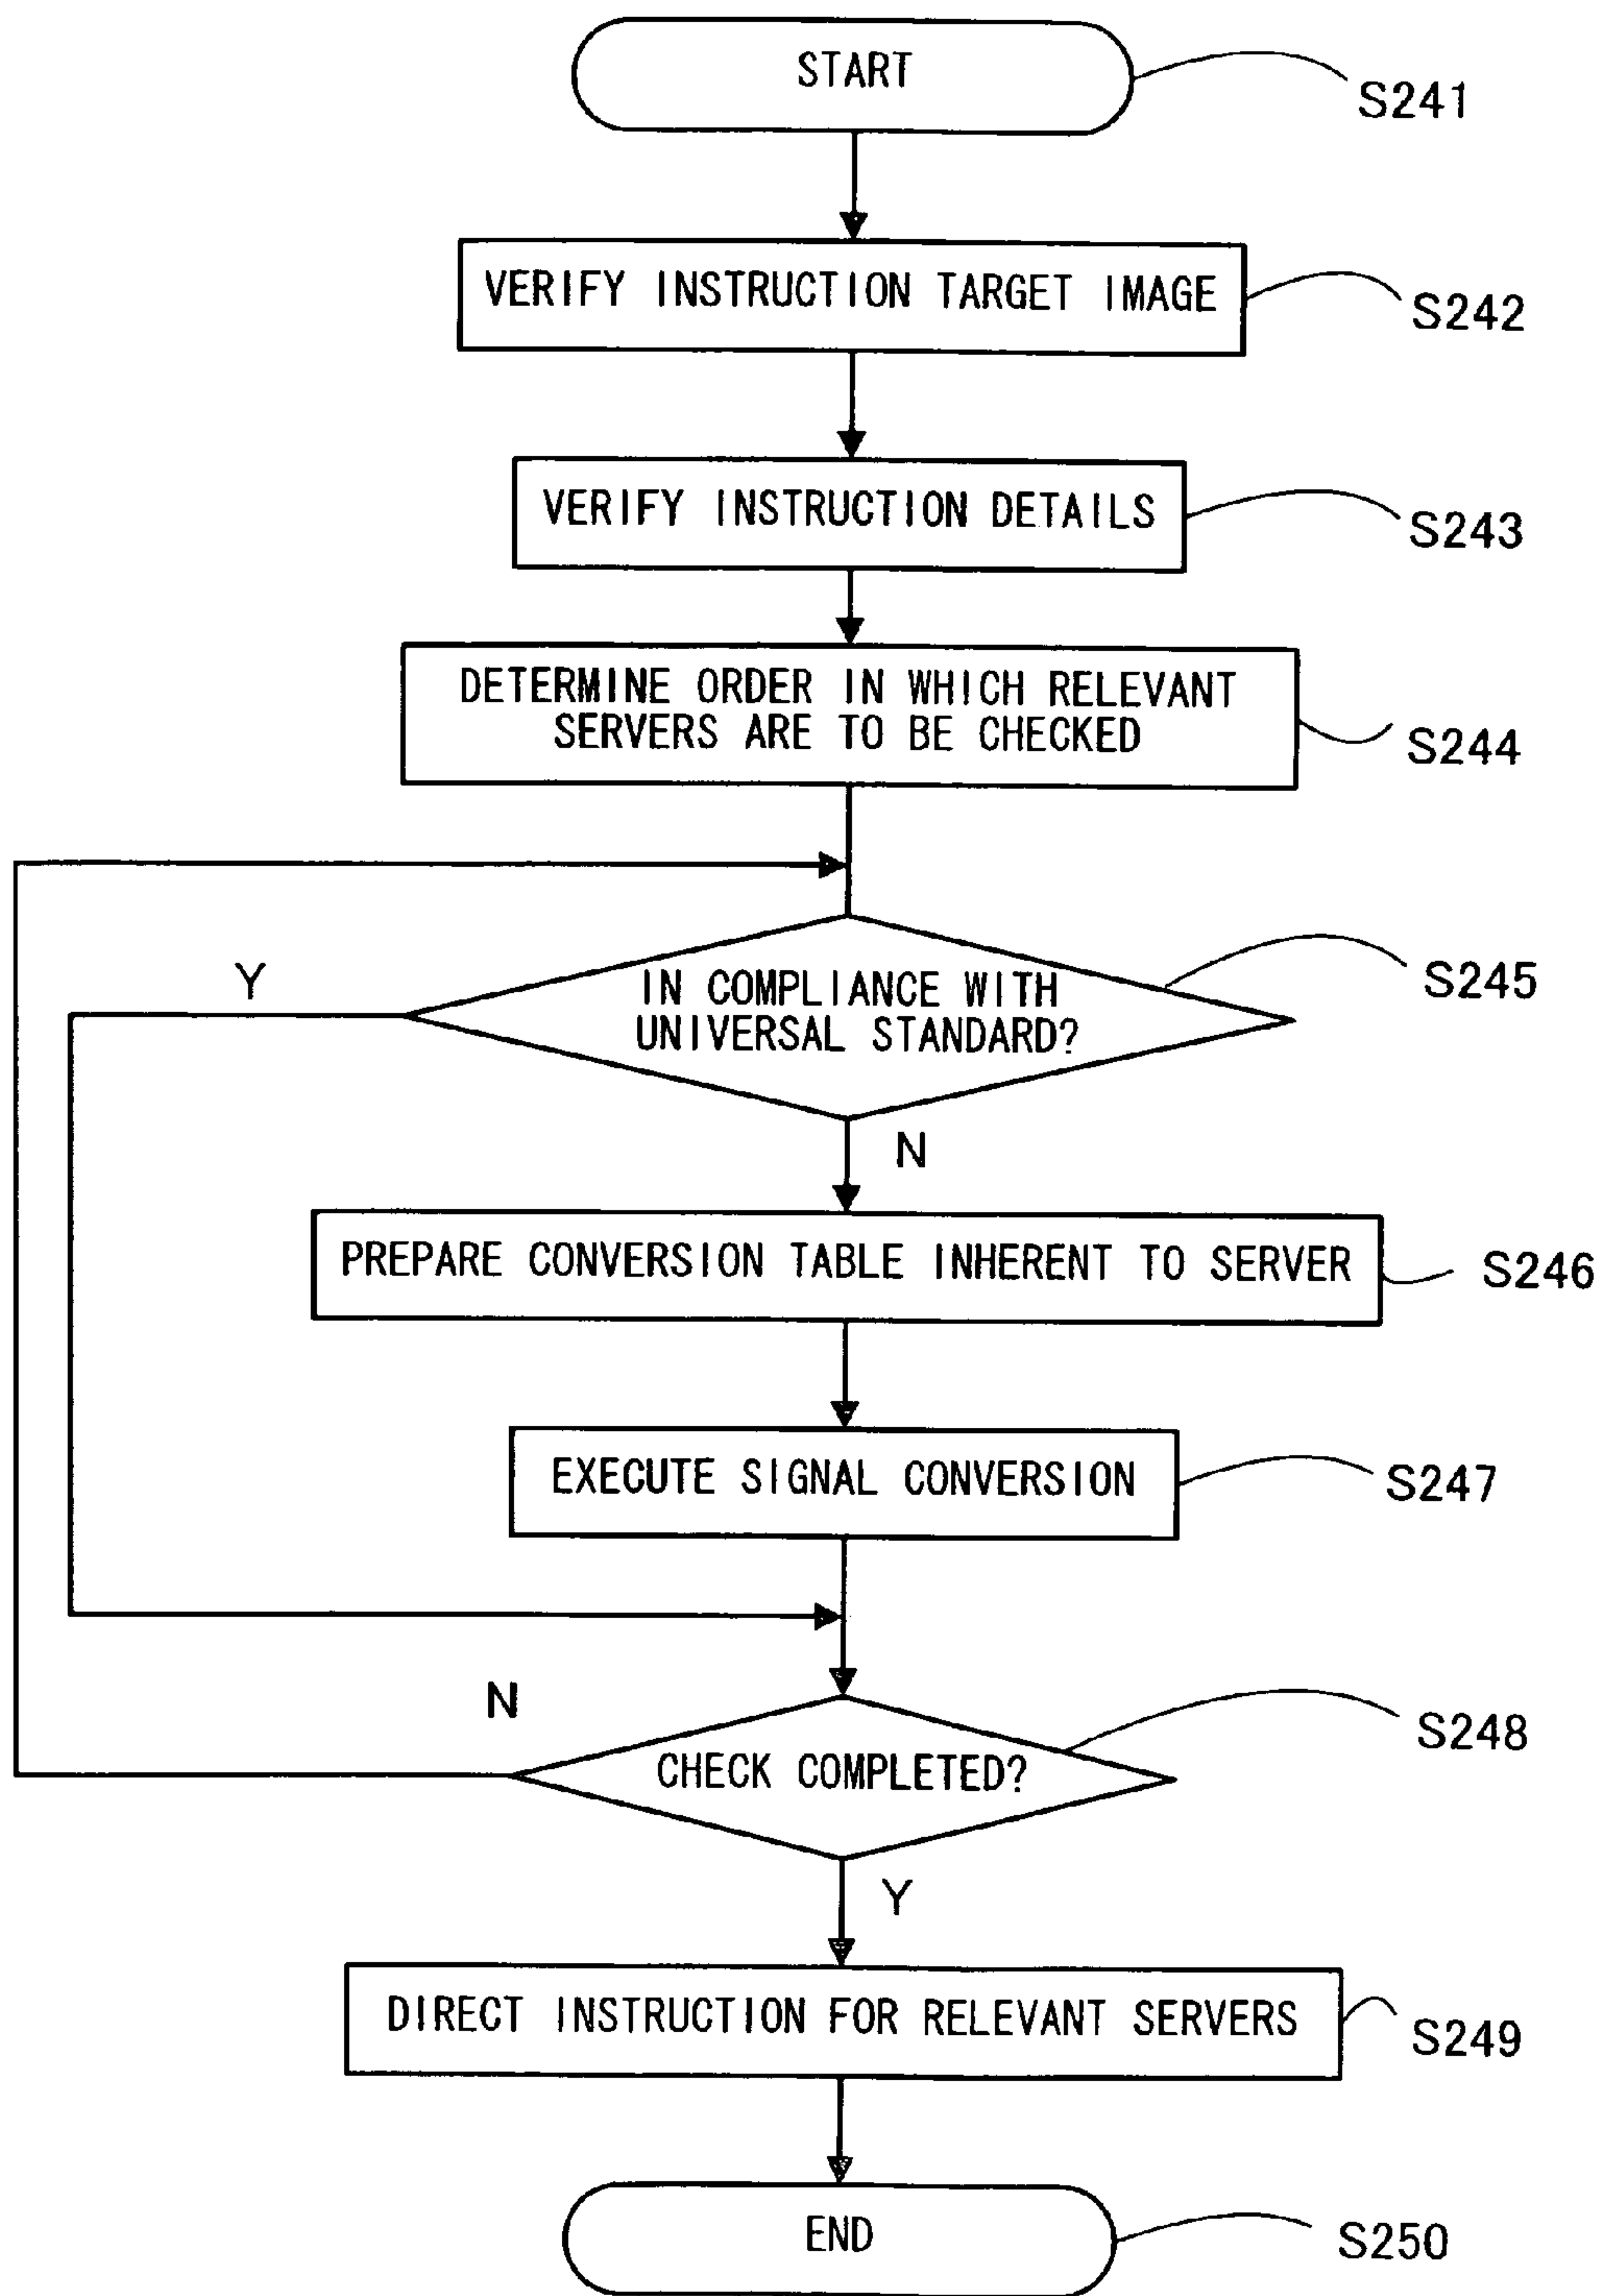 START
S241
VERIFY INSTRUCTION TARGET IMAGE
S242
VERIFY INSTRUCTION DETAILS
S243
DETERMINE ORDER IN WHICH RELEVANT
SERVERS ARE TO BE CHECKED
S244
Y
IN COMPLIANCE WITH
UNIVERSAL STANDARD?
S245
N
PREPARE CONVERSION TABLE INHERENT TO SERVER
S246
EXECUTE SIGNAL CONVERSION
S247
N
CHECK COMPLETED?
S248
Y
DIRECT INSTRUCTION FOR RELEVANT SERVERS
S249
END
S250